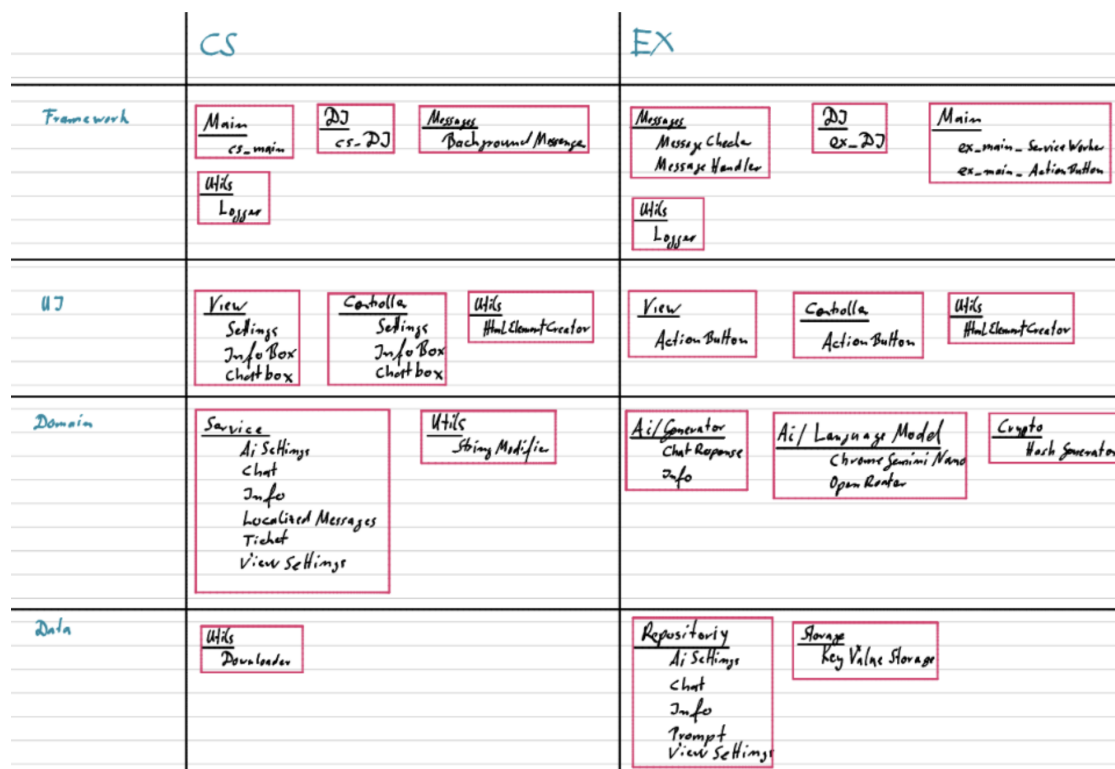 CS
EX
Framework
Main
cs_main
DI
cs_DI
Messages
Background Messenger
Utils
Logger
Messages
Message Checker
Message Handler
DI
ex_DI
Main
ex_main_ServiceWorker
ex_main_ActionButton
Utils
Logger
UI
View
Settings
InfoBox
Chatbox
Controller
Settings
InfoBox
Chatbox
Utils
HtmlElementCreator
View
ActionButton
Controller
ActionButton
Utils
HtmlElementCreator
Domain
Service
Ai Settings
Chat
Info
Localized Messages
Ticket
View Settings
Utils
String Modifier
Ai/Generator
Chat Reponse
Info
Ai/ Language Model
Chrome Gemini Nano
Open Router
Crypto
Hash Generator
Data
Utils
Downloader
Repositoriy
Ai Settings
Chat
Info
Prompt
View Settings
Storage
Key Value Storage